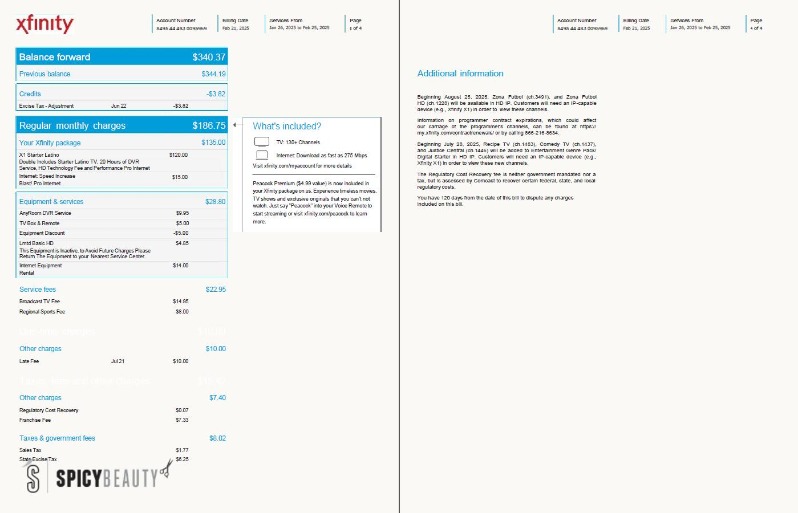 xfinity
Account Number
Billing Date
Feb 21, 2025
Services From
Jan 26, 2025 to Feb 25, 2025
Page
of 4
Balance forward $340.37
Previous balance $344.19
Credits -$3.82
Excise Tax - Adjustment Jun 22 -$3.82
Regular monthly charges $186.75
Your Xfinity package $135.00
X1 Starter Latino $120.00
Double Includes Starter Latino TV, 20 Hours of DVR
Service, HD Technology Fee and Performance Pro Internet
Internet Speed Increase $15.00
Blast! Pro Internet
Equipment & services $28.80
AnyRoom DVR Service $9.95
TV Box & Remote $5.00
Equipment Discount -$5.00
Lmtd Basic HD $4.85
This Equipment is Inactive, to Avoid Future Charges Please
Return The Equipment to your Nearest Service Center
Internet Equipment $14.00
Rental
Service fees $22.95
Broadcast TV Fee $14.95
Regional Sports Fee $8.00
Other charges $10.00
Late Fee Jul 21 $10.00
Other charges $7.40
Regulatory Cost Recovery $0.07
Franchise Fee $7.33
Taxes & government fees $8.02
Sales Tax $1.77
State Excise Tax $6.25
What's included?
TV: 130+ Channels
Internet: Download as fast as 275 Mbps
Visit xfinity.com/myaccount for more details
Peacock Premium ($4.99 value) is now included in
your Xfinity package on us. Experience timeless movies,
TV shows and exclusive originals that you can't not
watch. Just say "Peacock" into your Voice Remote to
start streaming or visit xfinity.com/peacock to learn
more.
SPICYBEAUTY
Account Number
Billing Date
Feb 21, 2025
Services From
Jan 26, 2025 to Feb 25, 2025
Page
4 of 4
Additional information
Beginning August 25, 2025, Zona Futbol (ch.3491), and Zona Futbol
HD (ch.1226) will be available in HD IP. Customers will need an IP-capable
device (e.g., Xfinity X1) in order to view these channels.
Information on programmer contract expirations, which could affect
our carriage of the programmer's channels, can be found at https://
my.xfinity.com/contractrenewals/ or by calling 866-216-8634.
Beginning July 26, 2025, Recipe TV (ch.1463), Comedy TV (ch.1437),
and Justice Central (ch.1445) will be added to Entertainment Genre Pack/
Digital Starter in HD IP. Customers will need an IP-capable device (e.g.,
Xfinity X1) in order to view these channels.
The Regulatory Cost Recovery fee is neither government mandated nor a
tax, but is assessed by Comcast to recover certain federal, state, and local
regulatory costs.
You have 120 days from the date of this bill to dispute any charges
included on this bill.